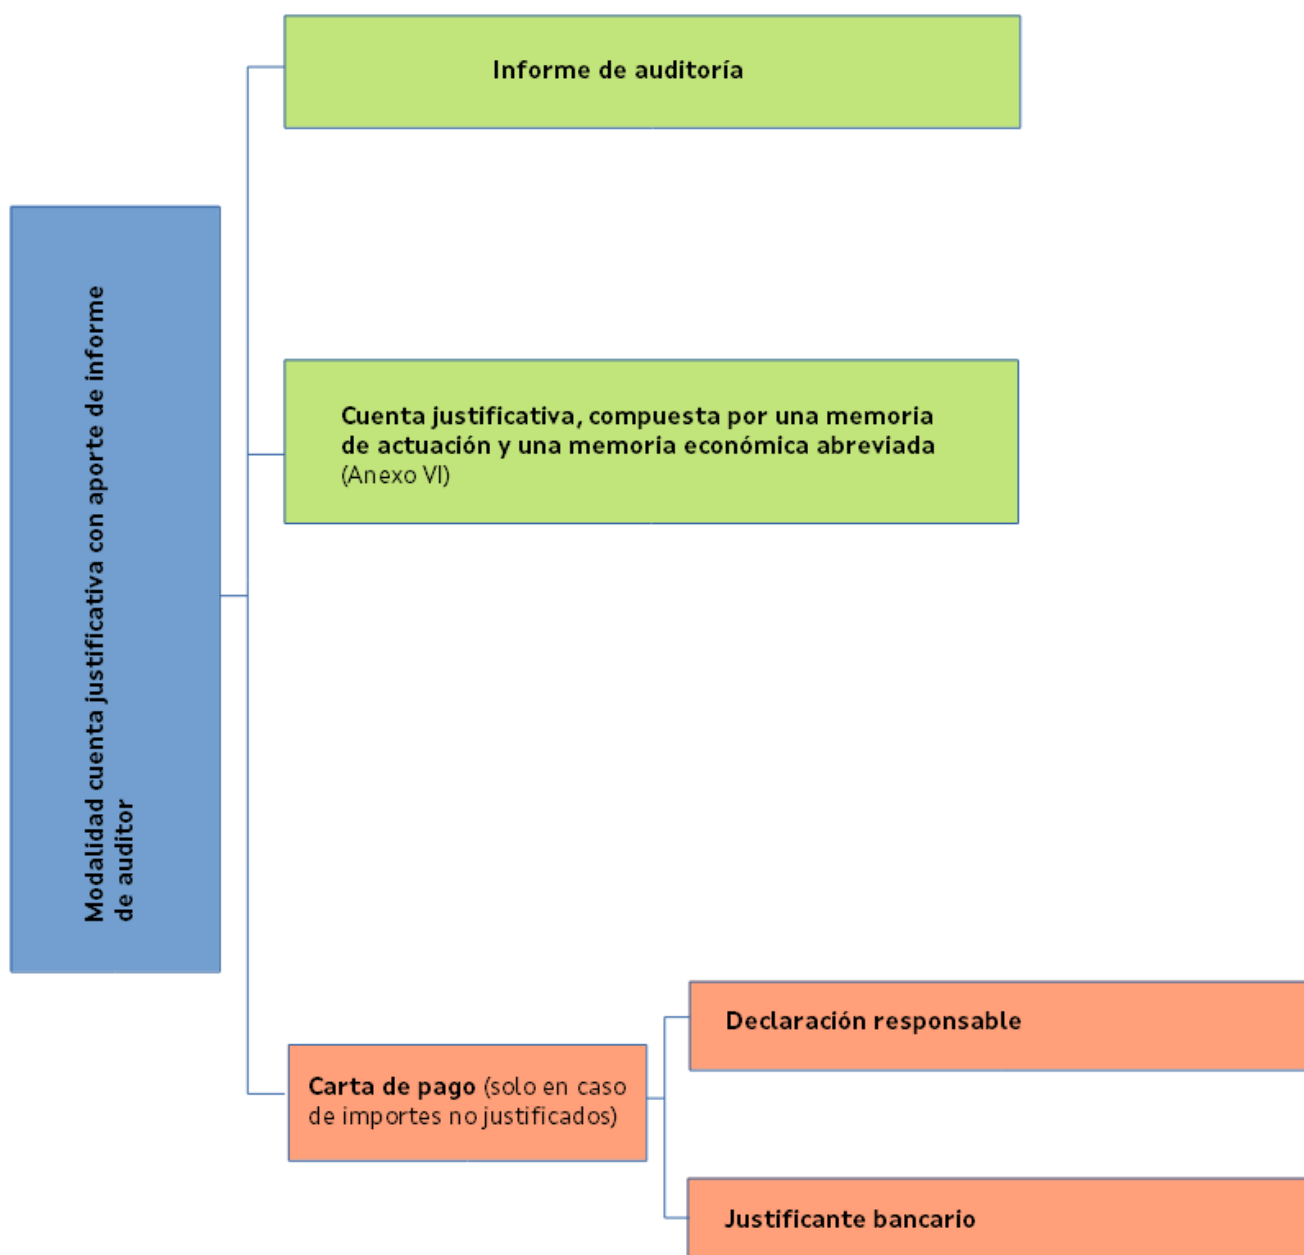 Informe de auditoría
Modalidad cuenta justificativa con aporte de informe
de auditor
Cuenta justificativa, compuesta por una memoria
de actuación y una memoria económica abreviada
(Anexo VI)
Carta de pago (solo en caso
de importes no justificados)
Declaración responsable
Justificante bancario